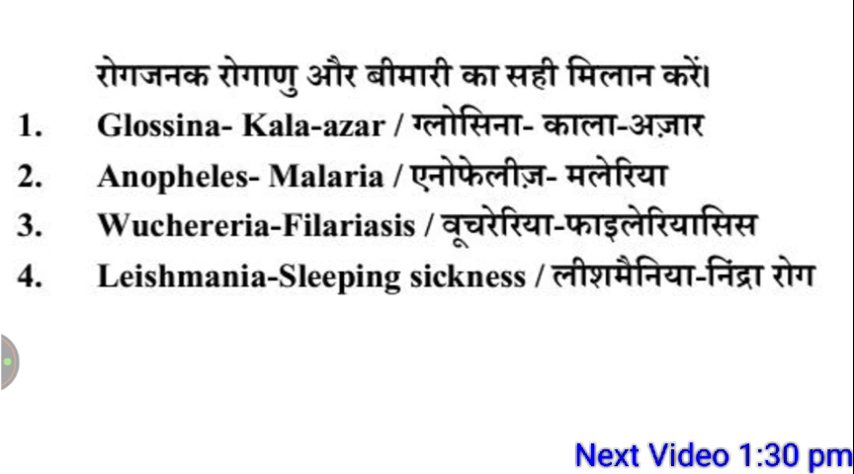 रोगजनक रोगाणु और बीमारी का सही मिलान करें।
1. Glossina- Kala-azar / ग्लोसिना- काला-अज़ार
2. Anopheles- Malaria / एनोफेलीज़- मलेरिया
3. Wuchereria-Filariasis / वूचरेरिया-फाइलेरियासिस
4. Leishmania-Sleeping sickness / लीशमैनिया-निंद्रा रोग
Next Video 1:30 pm